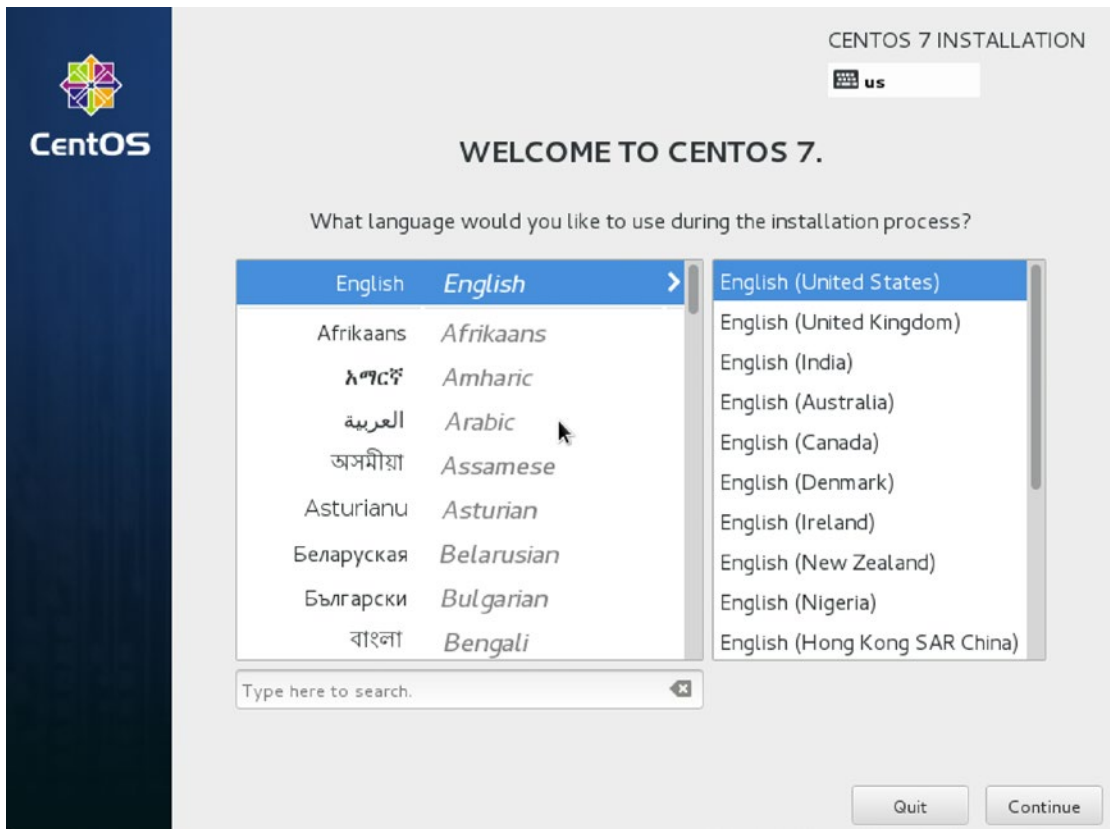 CentOS
CENTOS 7 INSTALLATION
us
WELCOME TO CENTOS 7.
What language would you like to use during the installation process?
English English
Afrikaans Afrikaans
አማርኛ Amharic
العربية Arabic
অসমীয়া Assamese
Asturianu Asturian
Беларуская Belarusian
Български Bulgarian
বাংলা Bengali
English (United States)
English (United Kingdom)
English (India)
English (Australia)
English (Canada)
English (Denmark)
English (Ireland)
English (New Zealand)
English (Nigeria)
English (Hong Kong SAR China)
Type here to search.
Quit Continue